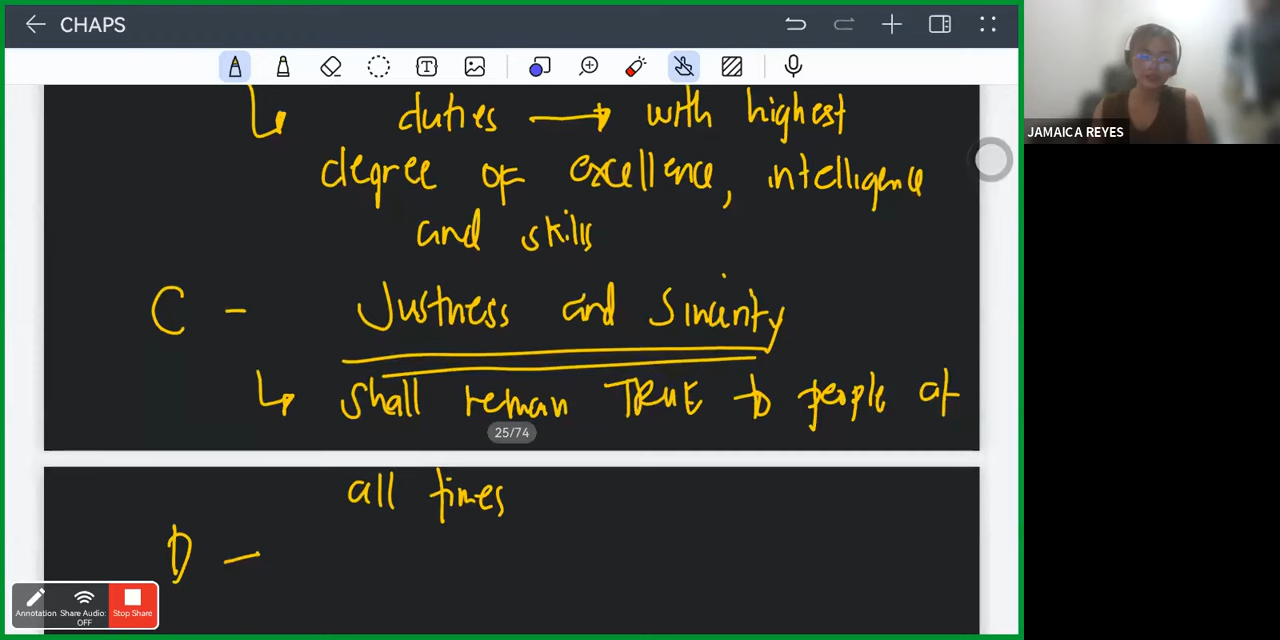 CHAPS
duties → with highest
degree of excellence, intelligence
and skills
C - Justness and Sincerity
↳ shall remain TRUE to people at
25/74
all times
D -
Annotation
Share Audio: OFF
Stop Share
JAMAICA REYES